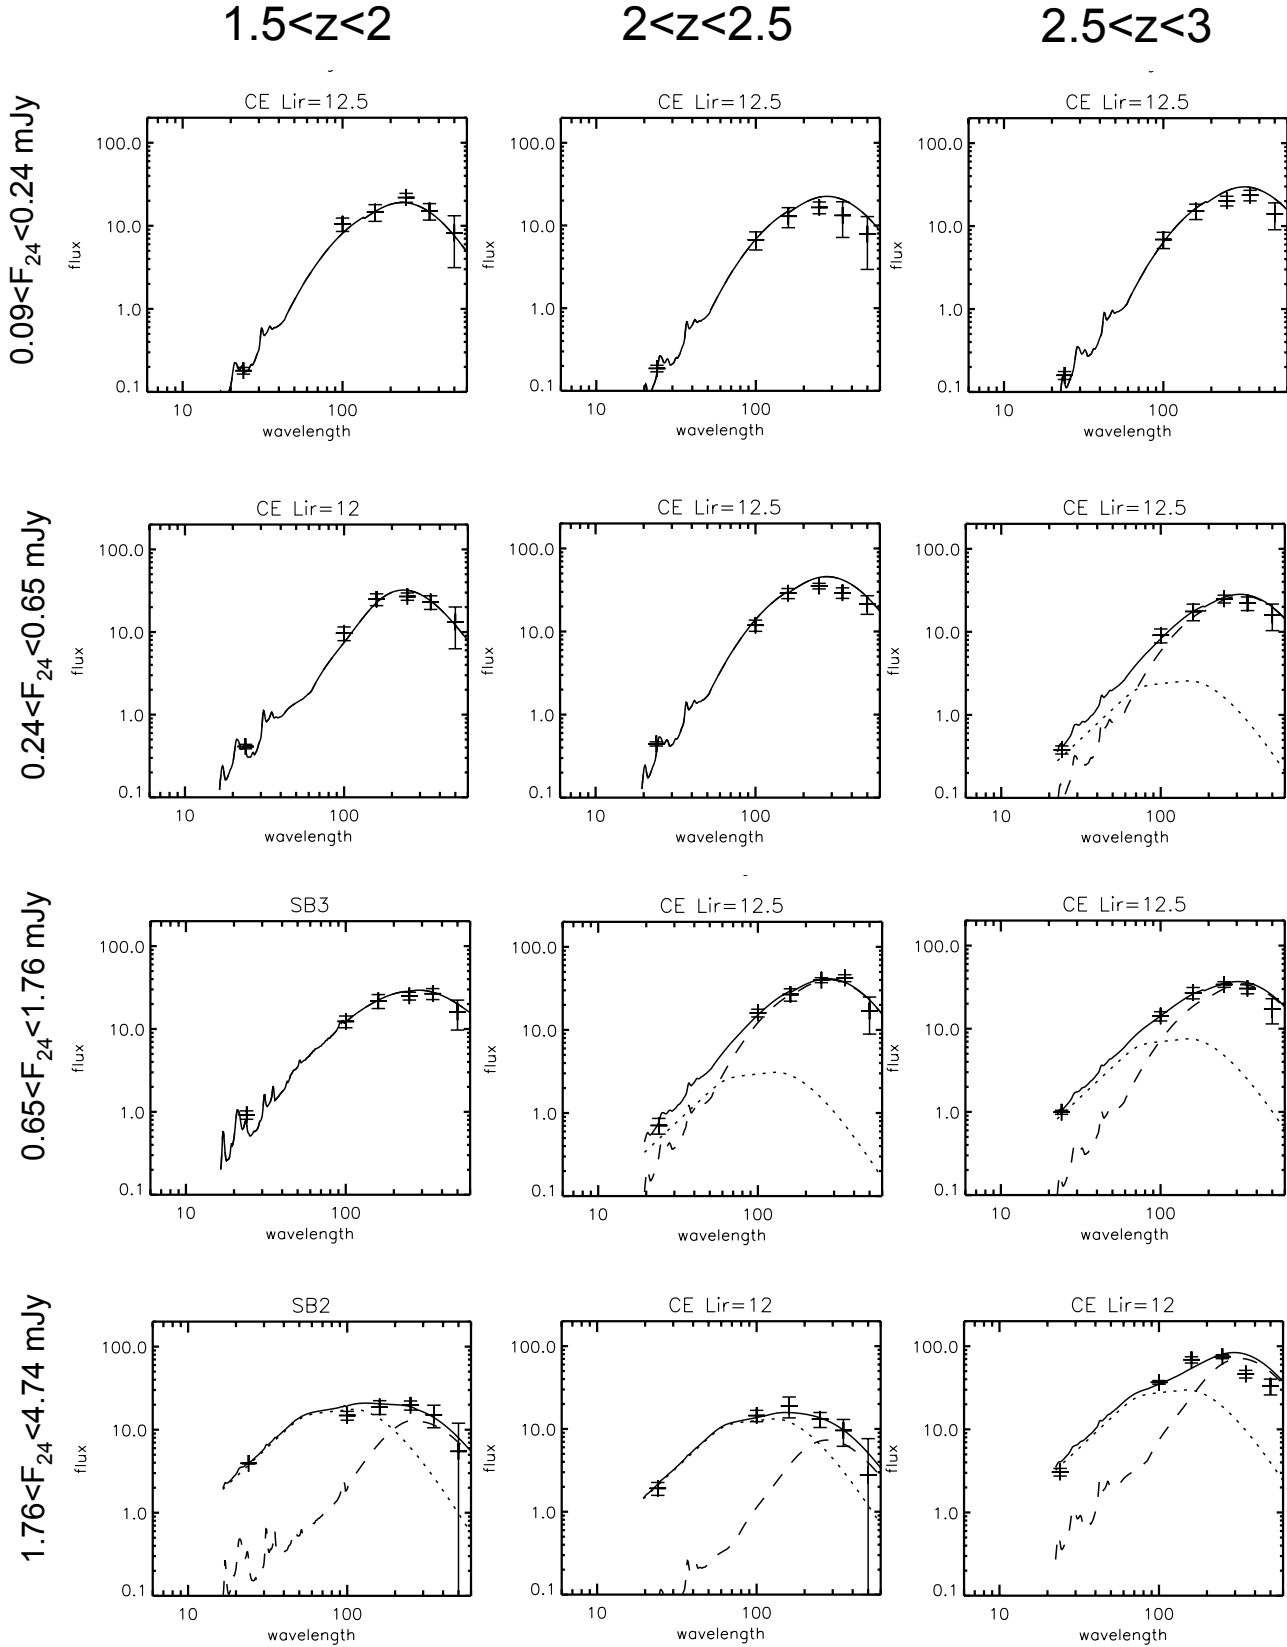 1.5<z<2 2<z<2.5 2.5<z<3
0.09<F24<0.24 mJy
CE Lir=12.5 CE Lir=12.5 CE Lir=12.5
100.0 100.0 100.0
10.0 10.0 10.0
flux flux flux
1.0 1.0 1.0
0.1 0.1 0.1
10 100 10 100 10 100
wavelength wavelength wavelength
0.24<F24<0.65 mJy
CE Lir=12 CE Lir=12.5 CE Lir=12.5
100.0 100.0 100.0
10.0 10.0 10.0
flux flux flux
1.0 1.0 1.0
0.1 0.1 0.1
10 100 10 100 10 100
wavelength wavelength wavelength
0.65<F24<1.76 mJy
SB3 CE Lir=12.5 CE Lir=12.5
100.0 100.0 100.0
10.0 10.0 10.0
flux flux flux
1.0 1.0 1.0
0.1 0.1 0.1
10 100 10 100 10 100
wavelength wavelength wavelength
1.76<F24<4.74 mJy
SB2 CE Lir=12 CE Lir=12
100.0 100.0 100.0
10.0 10.0 10.0
flux flux flux
1.0 1.0 1.0
0.1 0.1 0.1
10 100 10 100 10 100
wavelength wavelength wavelength